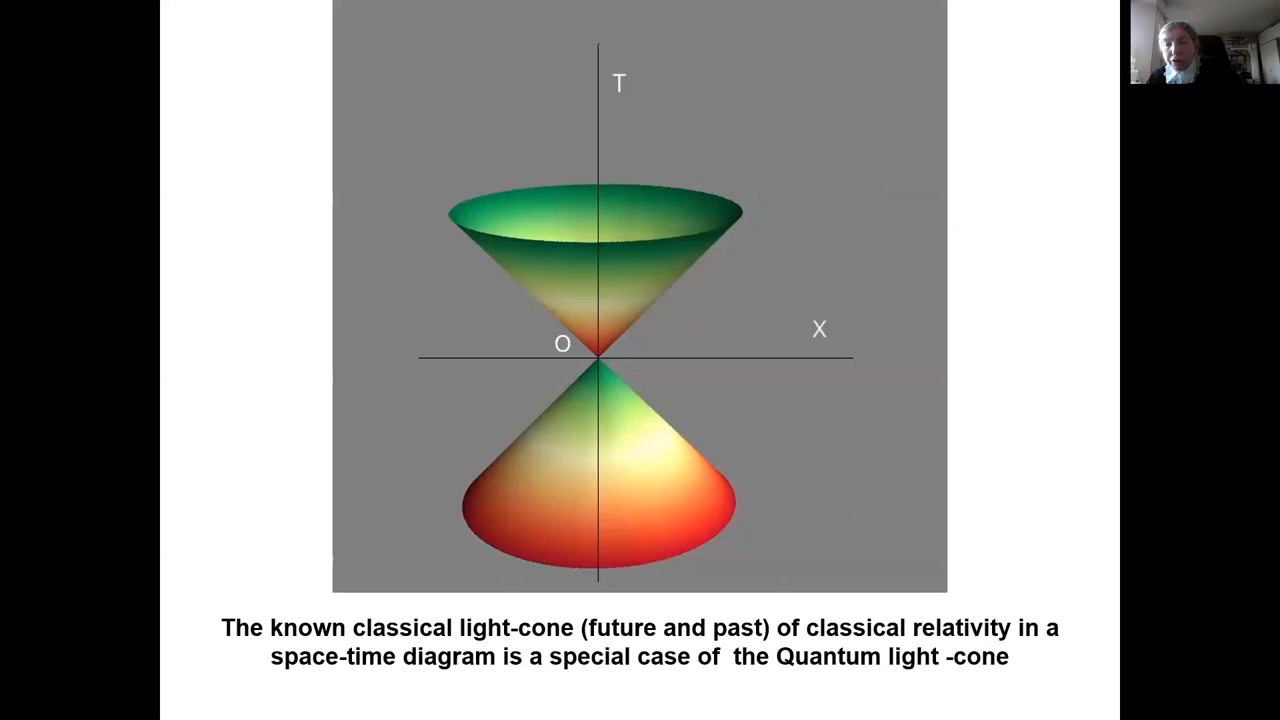 T
X
O
The known classical light-cone (future and past) of classical relativity in a
space-time diagram is a special case of  the Quantum light -cone